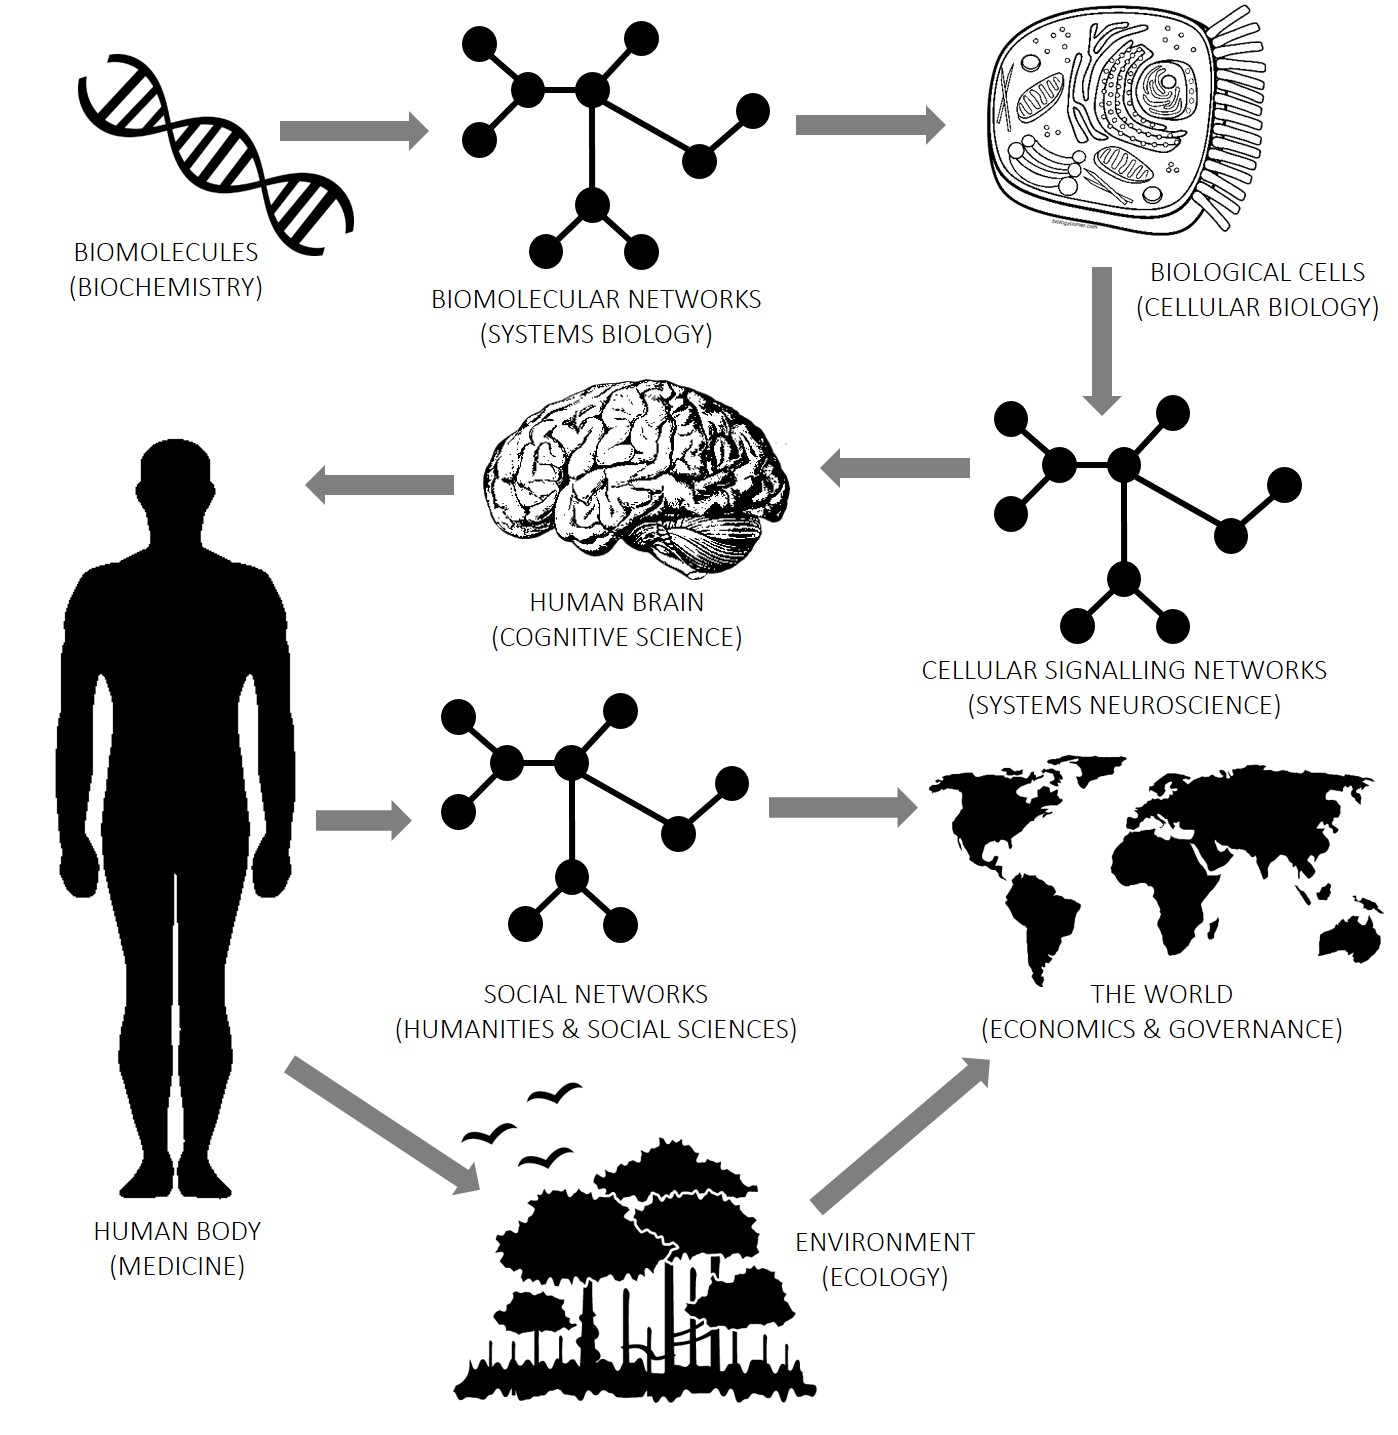 BIOMOLECULES
(BIOCHEMISTRY)
BIOMOLECULAR NETWORKS
(SYSTEMS BIOLOGY)
biologycorner.com
BIOLOGICAL CELLS
(CELLULAR BIOLOGY)
HUMAN BRAIN
(COGNITIVE SCIENCE)
CELLULAR SIGNALLING NETWORKS
(SYSTEMS NEUROSCIENCE)
SOCIAL NETWORKS
(HUMANITIES & SOCIAL SCIENCES)
THE WORLD
(ECONOMICS & GOVERNANCE)
HUMAN BODY
(MEDICINE)
ENVIRONMENT
(ECOLOGY)